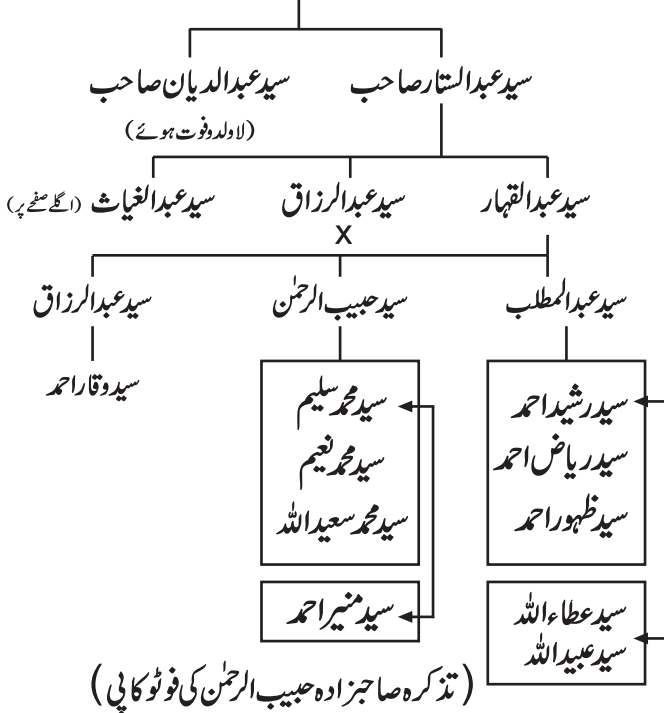 سید عبدالستار صاحب سید عبدالدیان صاحب
(لاولد فوت ہوئے)
سید عبدالقہار سید عبدالرزاق سید عبدالغیاث (اگلے صفحے پر)
X
سید عبدالمطلب سید حبیب الرحمٰن سید عبدالرزاق
سید وقار احمد
سید رشید احمد سید محمد سلیم
سید ریاض احمد سید محمد نعیم
سید ظہور احمد سید محمد سعید اللہ
سید عطاء اللہ سید منیر احمد
سید عبید اللہ
(تذکرہ صاحبزادہ حبیب الرحمٰن کی فوٹو کاپی)